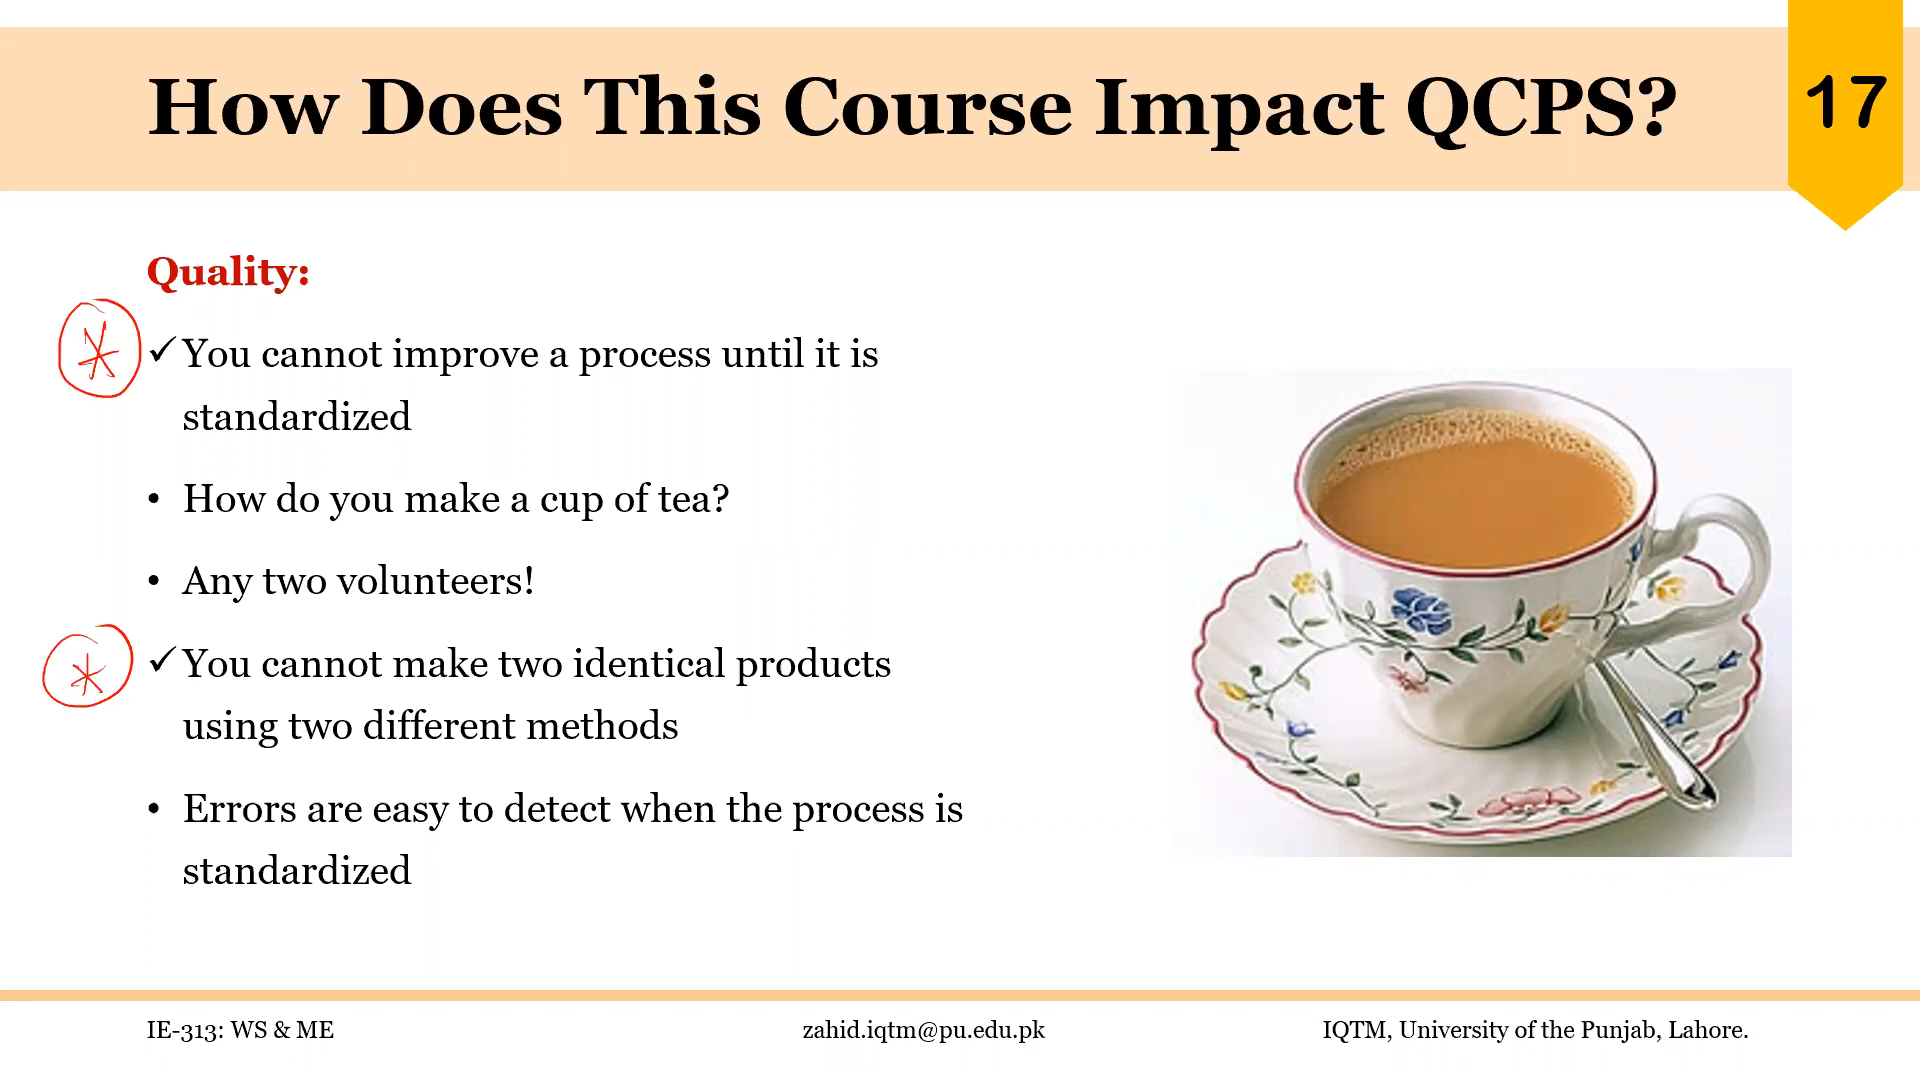 How Does This Course Impact QCPS?
17
Quality:
✓ You cannot improve a process until it is
standardized
• How do you make a cup of tea?
• Any two volunteers!
✓ You cannot make two identical products
using two different methods
• Errors are easy to detect when the process is
standardized
IE-313: WS & ME
zahid.iqtm@pu.edu.pk
IQTM, University of the Punjab, Lahore.